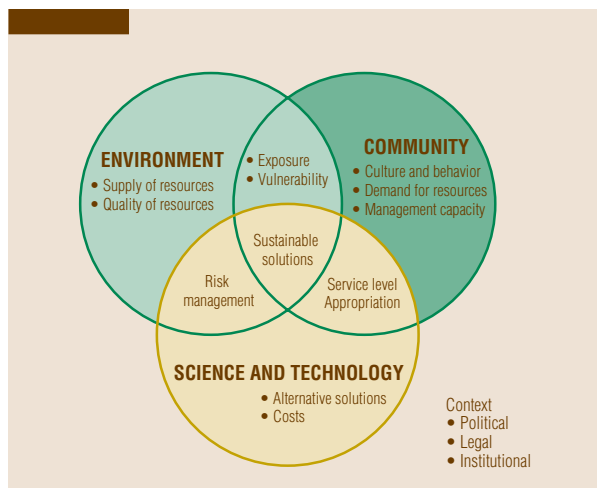 ENVIRONMENT
• Supply of resources
• Quality of resources
• Exposure
• Vulnerability
COMMUNITY
• Culture and behavior
• Demand for resources
• Management capacity
Sustainable
solutions
Risk
management
Service level
Appropriation
SCIENCE AND TECHNOLOGY
• Alternative solutions
• Costs
Context
• Political
• Legal
• Institutional